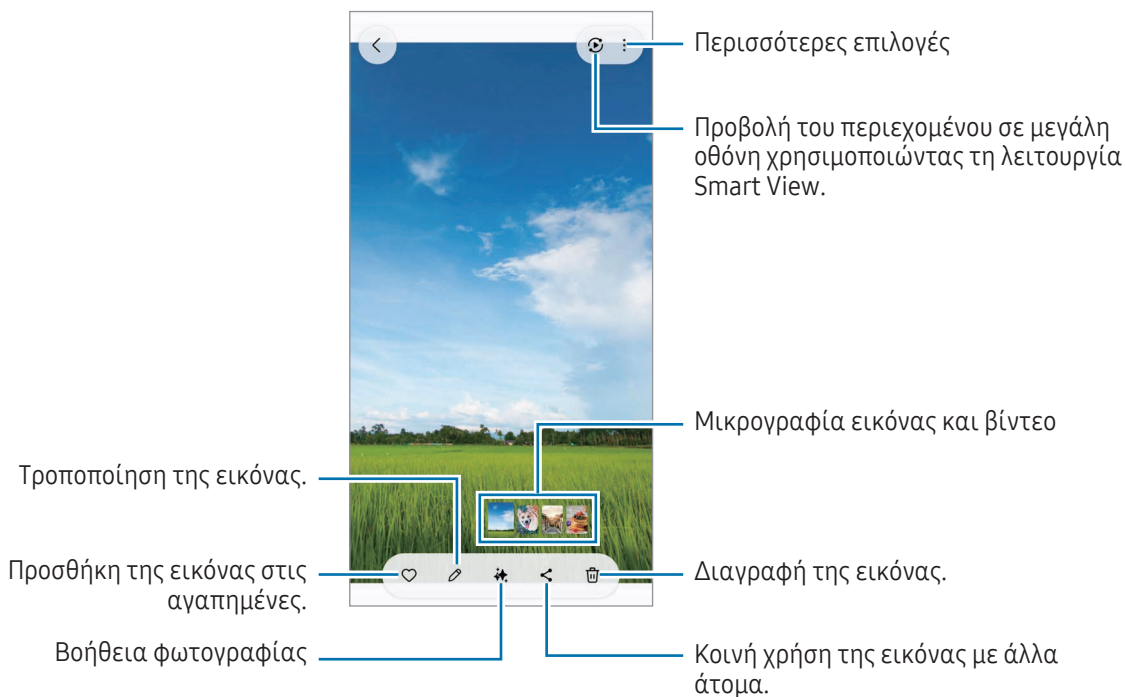 Περισσότερες επιλογές
Προβολή του περιεχομένου σε μεγάλη
οθόνη χρησιμοποιώντας τη λειτουργία
Smart View.
Μικρογραφία εικόνας και βίντεο
Τροποποίηση της εικόνας.
Προσθήκη της εικόνας στις
αγαπημένες.
Διαγραφή της εικόνας.
Βοήθεια φωτογραφίας
Κοινή χρήση της εικόνας με άλλα
άτομα.